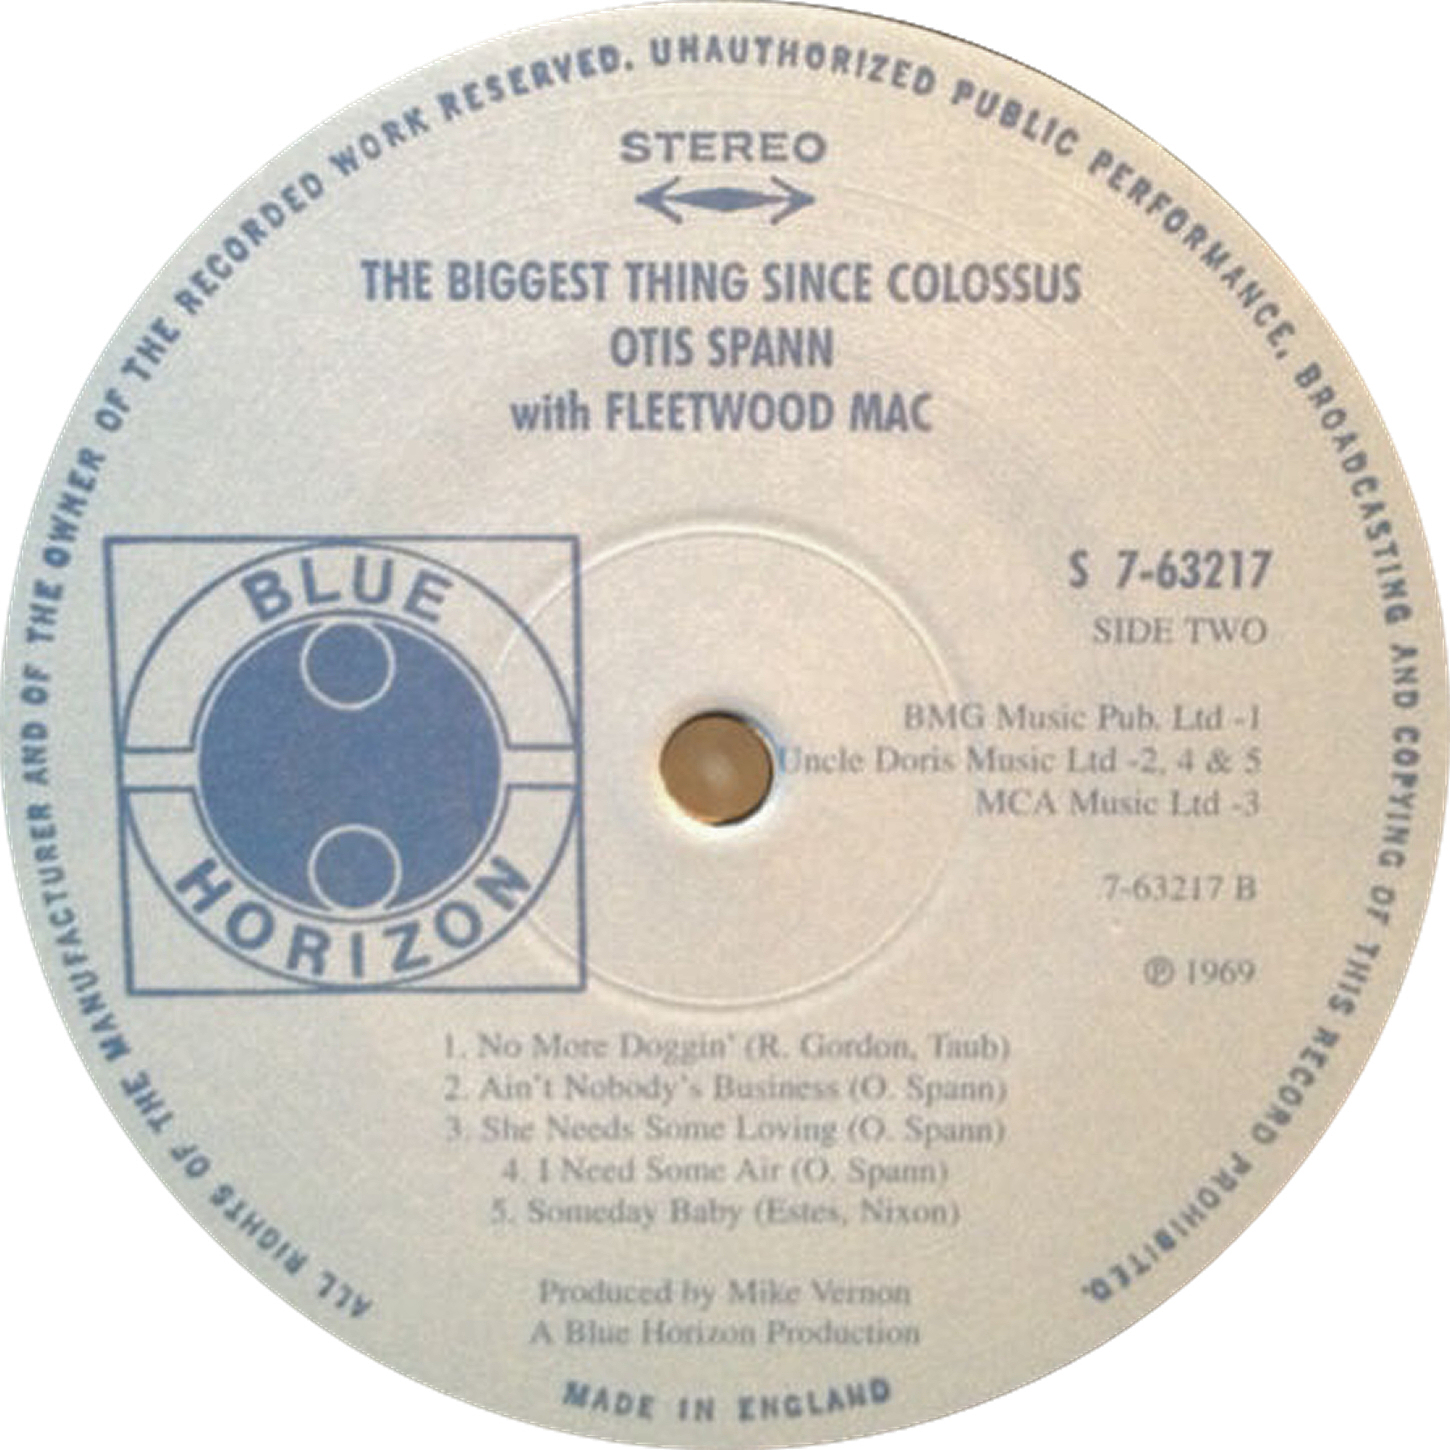 ALL RIGHTS OF THE MANUFACTURER AND OF THE OWNER OF THE RECORDED WORK RESERVED. UNAUTHORIZED PUBLIC PERFORMANCE, BROADCASTING AND COPYING OF THIS RECORD PROHIBITED.
STEREO
THE BIGGEST THING SINCE COLOSSUS
OTIS SPANN
with FLEETWOOD MAC
BLUE
HORIZON
S 7-63217
SIDE TWO
BMG Music Pub. Ltd -1
Uncle Doris Music Ltd -2, 4 & 5
MCA Music Ltd -3
7-63217 B
℗ 1969
1. No More Doggin' (R. Gordon, Taub)
2. Ain't Nobody's Business (O. Spann)
3. She Needs Some Loving (O. Spann)
4. I Need Some Air (O. Spann)
5. Someday Baby (Estes, Nixon)
Produced by Mike Vernon
A Blue Horizon Production
MADE IN ENGLAND